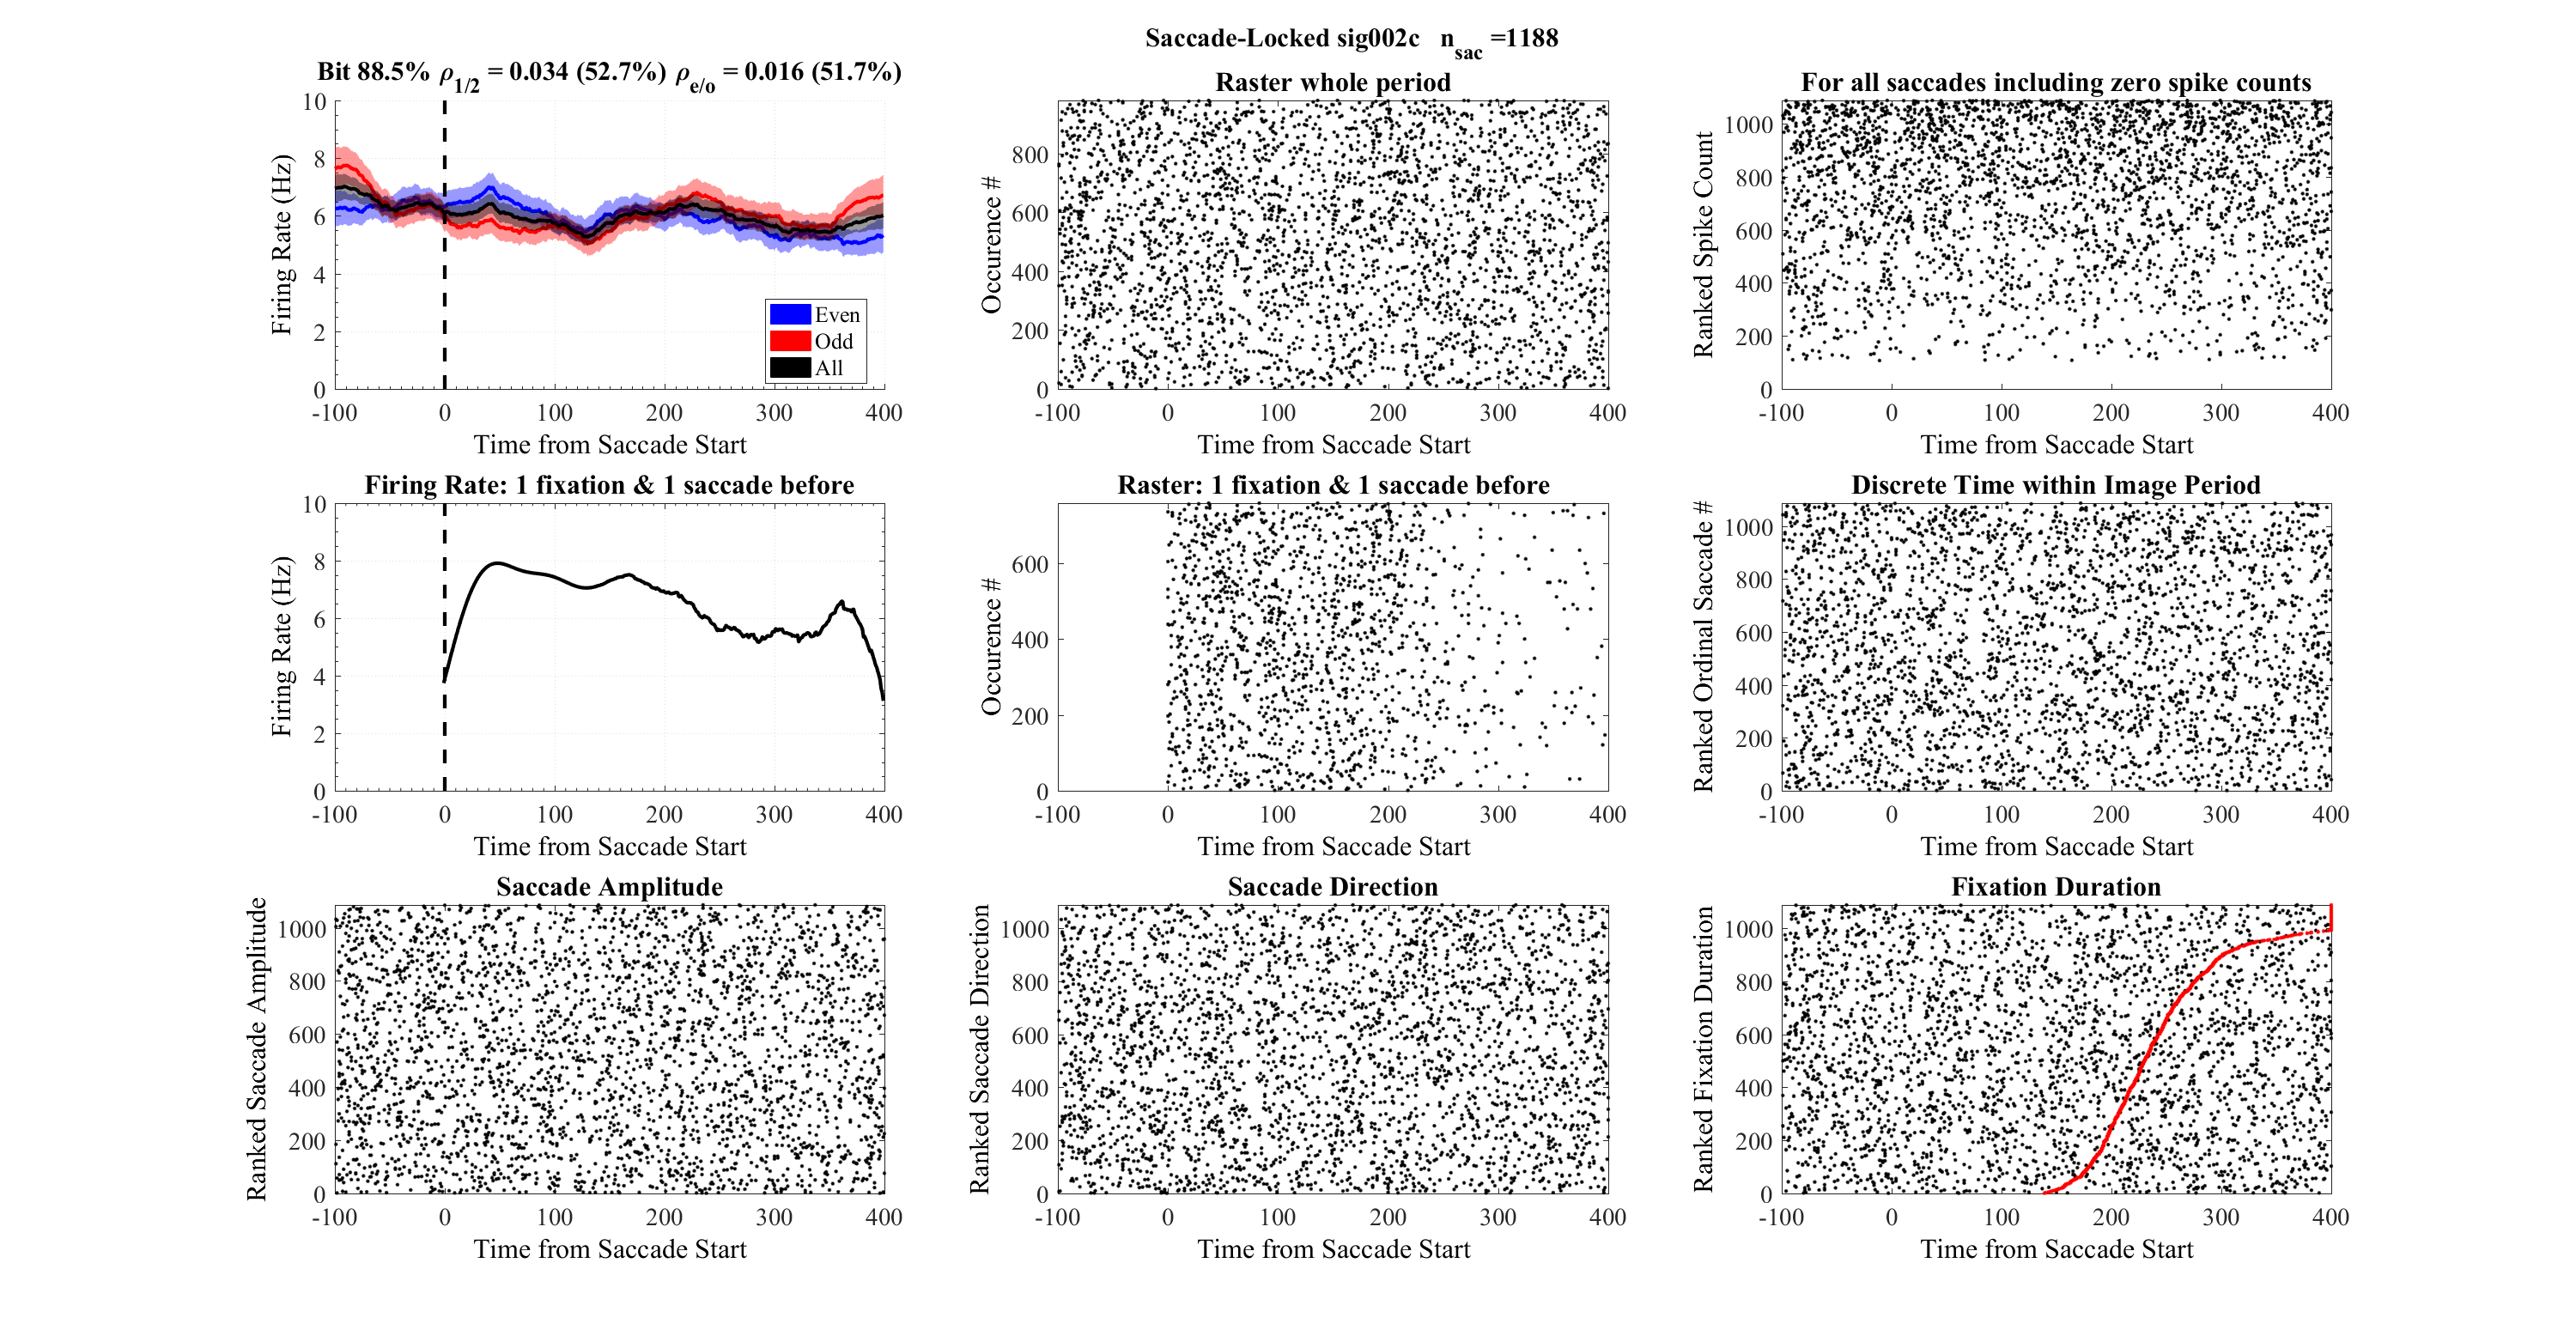 Saccade-Locked sig002c n_sac =1188
Bit 88.5% ρ_1/2 = 0.034 (52.7%) ρ_e/o = 0.016 (51.7%)
Firing Rate (Hz)
10
8
6
4
2
0
-100 0 100 200 300 400
Time from Saccade Start
Even
Odd
All
Raster whole period
Occurence #
800
600
400
200
0
-100 0 100 200 300 400
Time from Saccade Start
For all saccades including zero spike counts
Ranked Spike Count
1000
800
600
400
200
0
-100 0 100 200 300 400
Time from Saccade Start
Firing Rate: 1 fixation & 1 saccade before
Firing Rate (Hz)
10
8
6
4
2
0
-100 0 100 200 300 400
Time from Saccade Start
Raster: 1 fixation & 1 saccade before
Occurence #
600
400
200
0
-100 0 100 200 300 400
Time from Saccade Start
Discrete Time within Image Period
Ranked Ordinal Saccade #
1000
800
600
400
200
0
-100 0 100 200 300 400
Time from Saccade Start
Saccade Amplitude
Ranked Saccade Amplitude
1000
800
600
400
200
0
-100 0 100 200 300 400
Time from Saccade Start
Saccade Direction
Ranked Saccade Direction
1000
800
600
400
200
0
-100 0 100 200 300 400
Time from Saccade Start
Fixation Duration
Ranked Fixation Duration
1000
800
600
400
200
0
-100 0 100 200 300 400
Time from Saccade Start